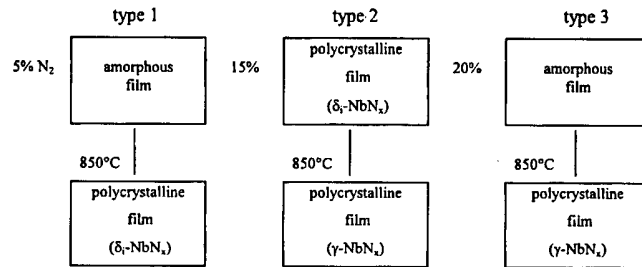 type 1 type 2 type 3
5% N₂ amorphous film
15% polycrystalline film (δᵢ-NbNₓ)
20% amorphous film
850°C 850°C 850°C
polycrystalline polycrystalline polycrystalline
film film film
(δᵢ-NbNₓ) (γ-NbNₓ) (γ-NbNₓ)